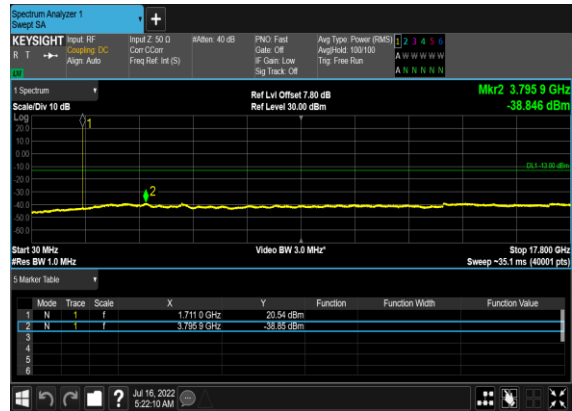 Spectrum Analyzer 1
Swept SA
+
KEYSIGHT Input: RF Input Z: 50 Ω #Atten: 40 dB PNO: Fast Avg Type: Power (RMS) 1 2 3 4 5 6
R T Coupling: DC Corr CCorr Gate: Off Avg|Hold: 100/100 A W W W W W
Align: Auto Freq Ref: Int (S) IF Gain: Low Trig: Free Run
Sig Track: Off A N N N N N
1 Spectrum Ref Lvl Offset 7.80 dB Mkr2 3.795 9 GHz
Scale/Div 10 dB Ref Level 30.00 dBm -38.846 dBm
Log
1
20.0
10.0
0.00
-10.0
DL1 -13.00 dBm
-20.0
-30.0
2
-40.0
-50.0
-60.0
Start 30 MHz Video BW 3.0 MHz* Stop 17.800 GHz
#Res BW 1.0 MHz Sweep ~35.1 ms (40001 pts)
5 Marker Table
Mode Trace Scale X Y Function Function Width Function Value
1 N 1 f 1.711 0 GHz 20.54 dBm
2 N 1 f 3.795 9 GHz -38.85 dBm
3
4
5
6
? Jul 16, 2022
5:22:10 AM